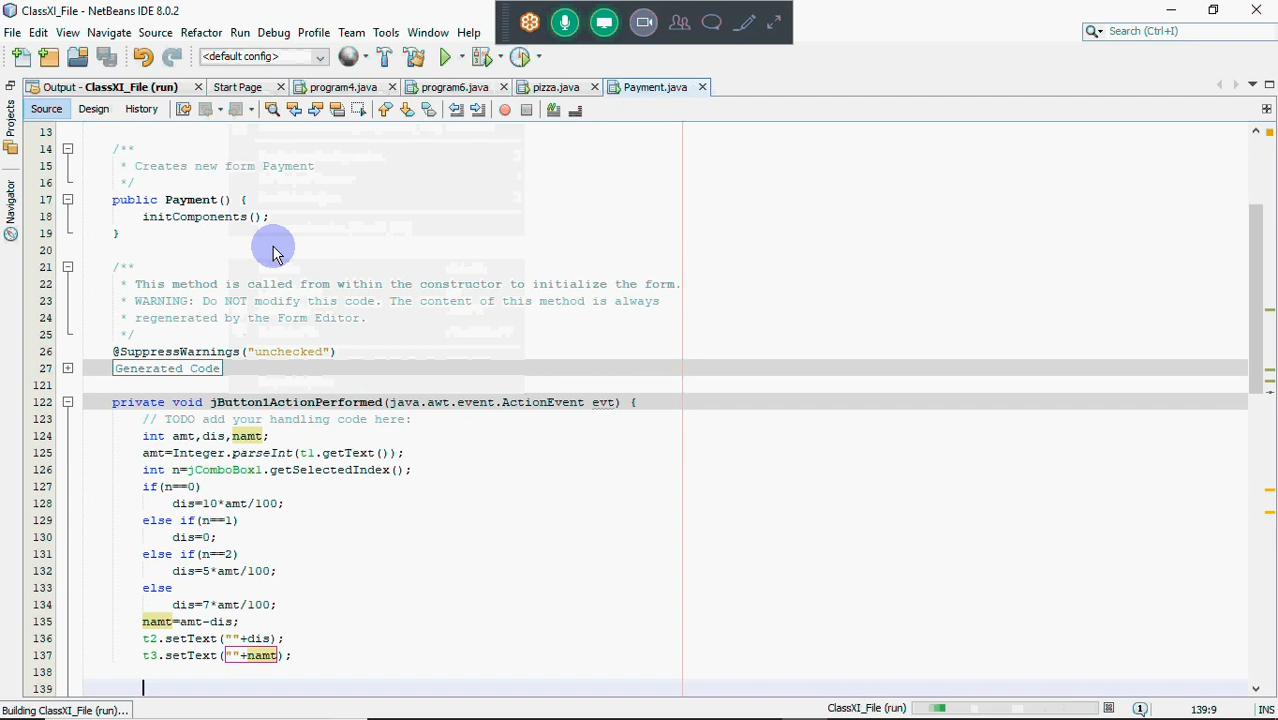 ClassXI_File - NetBeans IDE 8.0.2
File Edit View Navigate Source Refactor Run Debug Profile Team Tools Window Help
Search (Ctrl+I)
<default config>
Output - ClassXI_File (run) Start Page program4.java program6.java pizza.java Payment.java
Source Design History
Projects
Navigator
13
14 /**
15 * Creates new form Payment
16 */
17 public Payment() {
18 initComponents();
19 }
20
21 /**
22 * This method is called from within the constructor to initialize the form.
23 * WARNING: Do NOT modify this code. The content of this method is always
24 * regenerated by the Form Editor.
25 */
26 @SuppressWarnings("unchecked")
27 Generated Code
121
122 private void jButton1ActionPerformed(java.awt.event.ActionEvent evt) {
123 // TODO add your handling code here:
124 int amt,dis,namt;
125 amt=Integer.parseInt(t1.getText());
126 int n=jComboBox1.getSelectedIndex();
127 if(n==0)
128 dis=10*amt/100;
129 else if(n==1)
130 dis=0;
131 else if(n==2)
132 dis=5*amt/100;
133 else
134 dis=7*amt/100;
135 namt=amt-dis;
136 t2.setText(""+dis);
137 t3.setText(""+namt);
138
139
Building ClassXI_File (run)... ClassXI_File (run) 139:9 INS